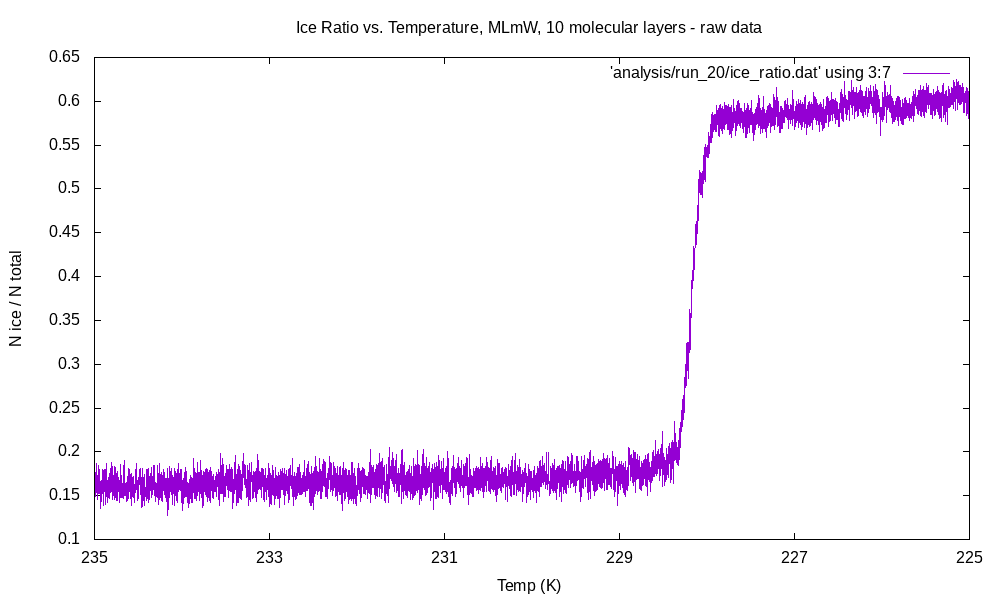 Ice Ratio vs. Temperature, MLmW, 10 molecular layers - raw data
'analysis/run_20/ice_ratio.dat' using 3:7
N ice / N total
0.65
0.6
0.55
0.5
0.45
0.4
0.35
0.3
0.25
0.2
0.15
0.1
235 233 231 229 227 225
Temp (K)